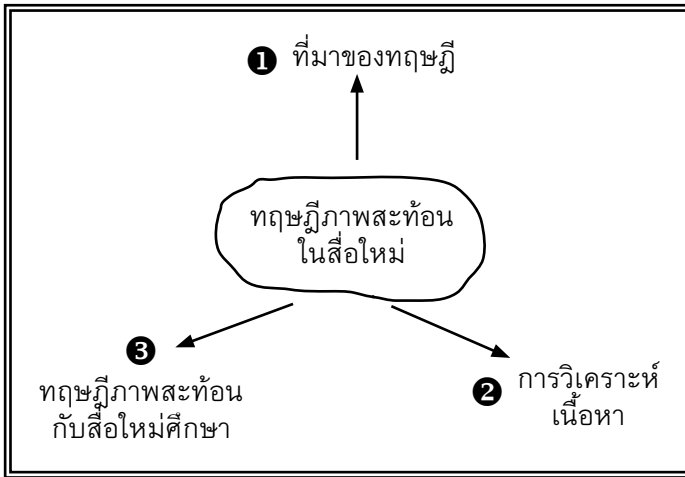 ❶ ที่มาของทฤษฎี
ทฤษฎีภาพสะท้อน
ในสื่อใหม่
❷ การวิเคราะห์
เนื้อหา
❸
ทฤษฎีภาพสะท้อน
กับสื่อใหม่ศึกษา